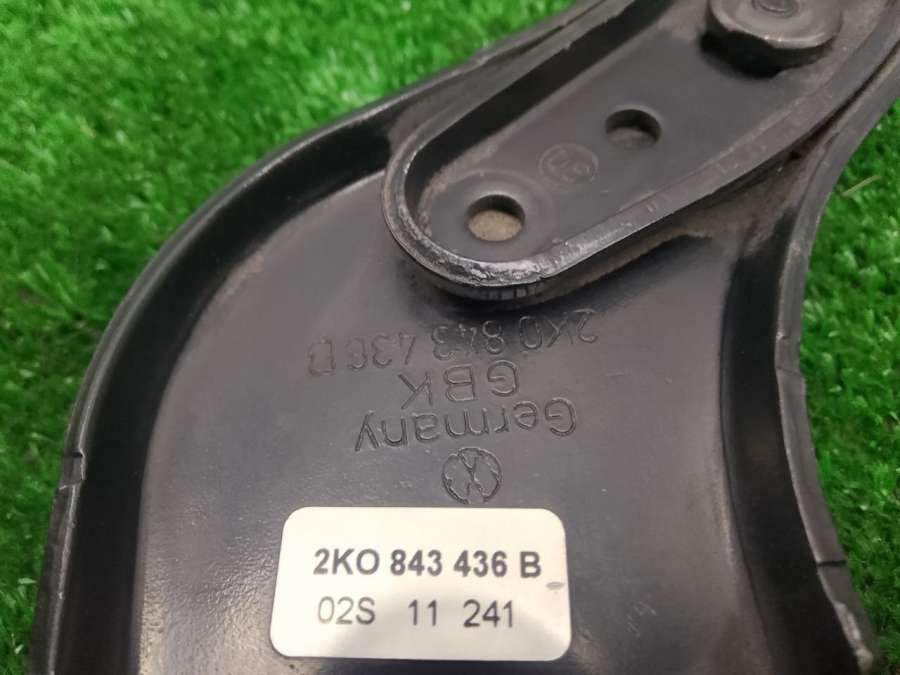 2K0 843 436 B
GBK
Germany
2KO 843 436 B
02S 11 241